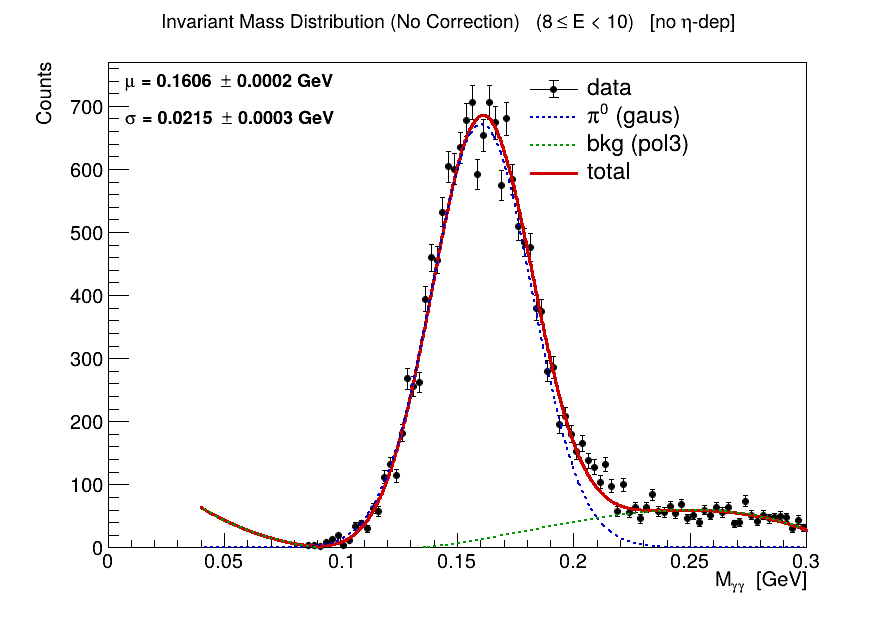 Invariant Mass Distribution (No Correction) (8 ≤ E < 10) [no η-dep]
Counts
μ = 0.1606 ± 0.0002 GeV
σ = 0.0215 ± 0.0003 GeV
data
π⁰ (gaus)
bkg (pol3)
total
700
600
500
400
300
200
100
0
0 0.05 0.1 0.15 0.2 0.25 0.3
Mγγ [GeV]